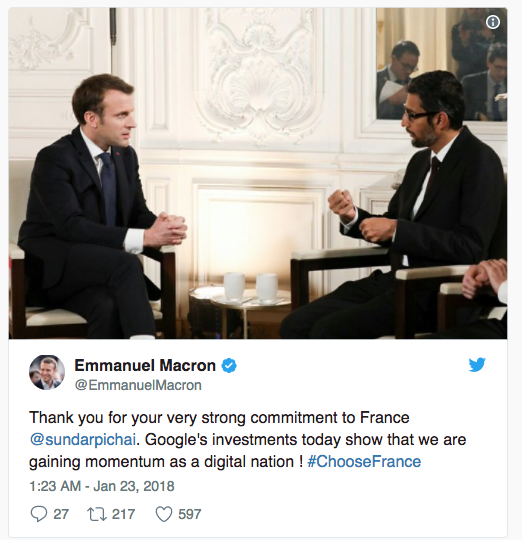 Emmanuel Macron
@EmmanuelMacron
Thank you for your very strong commitment to France
@sundarpichai. Google's investments today show that we are
gaining momentum as a digital nation ! #ChooseFrance
1:23 AM - Jan 23, 2018
27 217 597